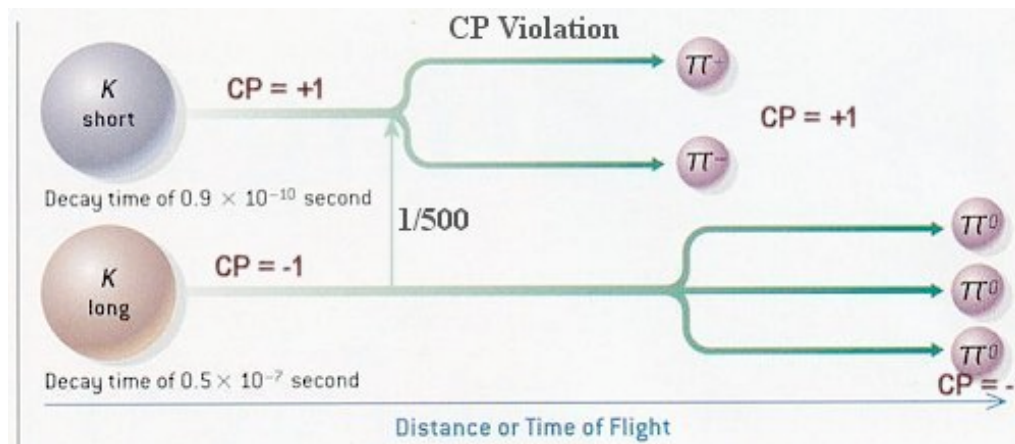 CP Violation
K
short
CP = +1
π+
CP = +1
π−
Decay time of 0.9 × 10⁻¹⁰ second
1/500
K
long
CP = -1
π⁰
π⁰
π⁰
Decay time of 0.5 × 10⁻⁷ second
CP = -
Distance or Time of Flight